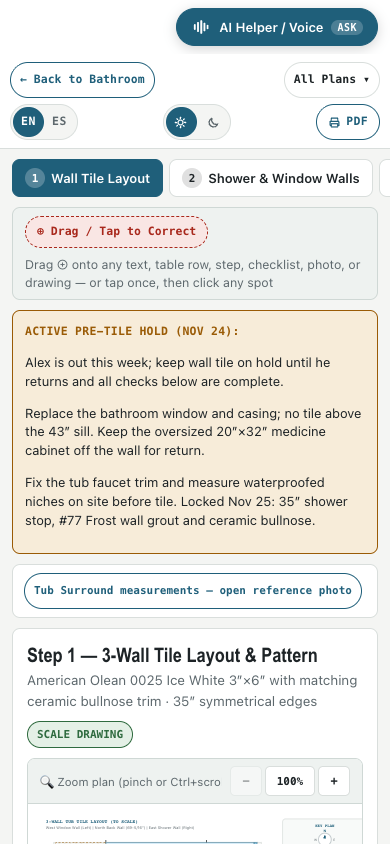 AI Helper / Voice ASK
← Back to Bathroom
All Plans ▾
EN ES
PDF
1 Wall Tile Layout
2 Shower & Window Walls
⊕ Drag / Tap to Correct
Drag ⊕ onto any text, table row, step, checklist, photo, or
drawing — or tap once, then click any spot
ACTIVE PRE–TILE HOLD (NOV 24):
Alex is out this week; keep wall tile on hold until he
returns and all checks below are complete.
Replace the bathroom window and casing; no tile above
the 43″ sill. Keep the oversized 20″×32″ medicine
cabinet off the wall for return.
Fix the tub faucet trim and measure waterproofed
niches on site before tile. Locked Nov 25: 35″ shower
stop, #77 Frost wall grout and ceramic bullnose.
Tub Surround measurements — open reference photo
Step 1 — 3-Wall Tile Layout & Pattern
American Olean 0025 Ice White 3″×6″ with matching
ceramic bullnose trim · 35″ symmetrical edges
SCALE DRAWING
🔍 Zoom plan (pinch or Ctrl+scro
− 100% +
3-WALL TUB TILE LAYOUT (TO SCALE)
KEY PLAN